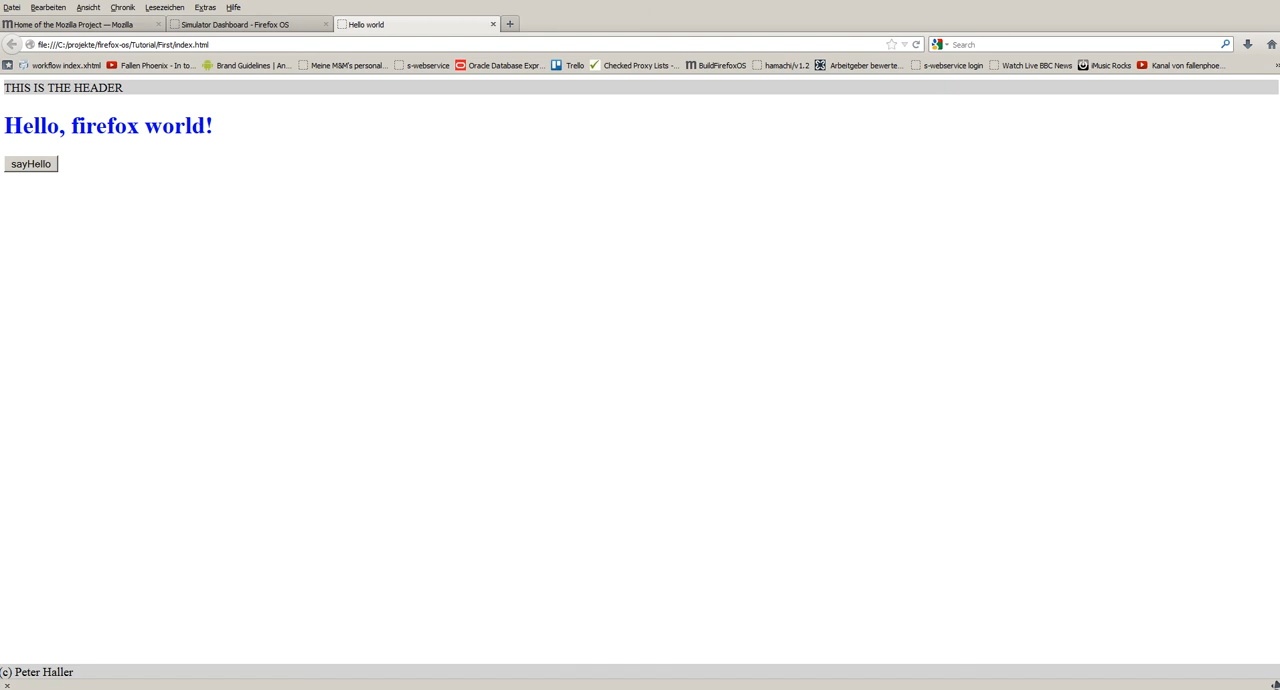 Datei Bearbeiten Ansicht Chronik Lesezeichen Extras Hilfe
Home of the Mozilla Project — Mozilla Simulator Dashboard - Firefox OS Hello world
file:///C:/projekte/firefox-os/Tutorial/First/index.html Search
workflow index.xhtml Fallen Phoenix - In to... Brand Guidelines | An... Meine M&M's personal... s-webservice Oracle Database Expr... Trello Checked Proxy Lists -... BuildFirefoxOS hamachi/v1.2 Arbeitgeber bewerte... s-webservice login Watch Live BBC News iMusic Rocks Kanal von fallenphoe...
THIS IS THE HEADER
Hello, firefox world!
sayHello
(c) Peter Haller